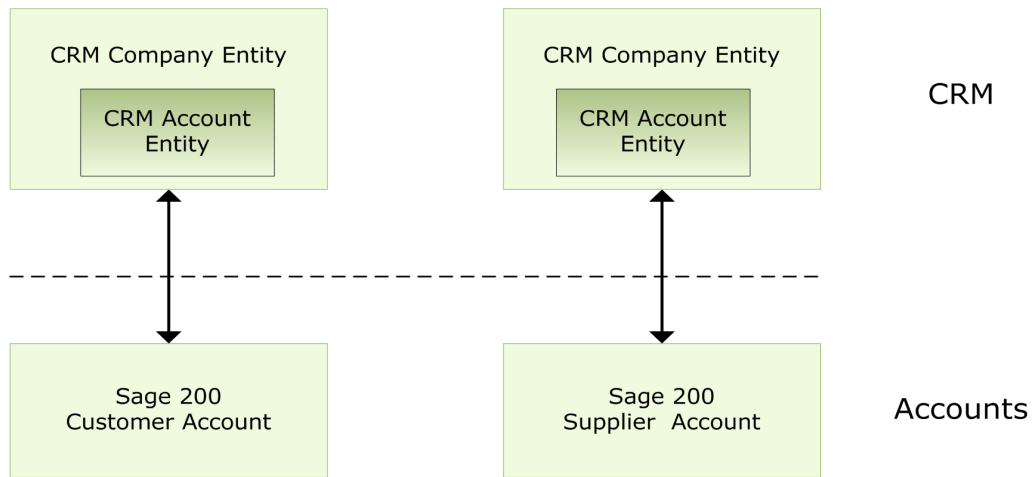 CRM Company Entity
CRM Account
Entity
CRM Company Entity
CRM Account
Entity
CRM
Sage 200
Customer Account
Sage 200
Supplier  Account
Accounts